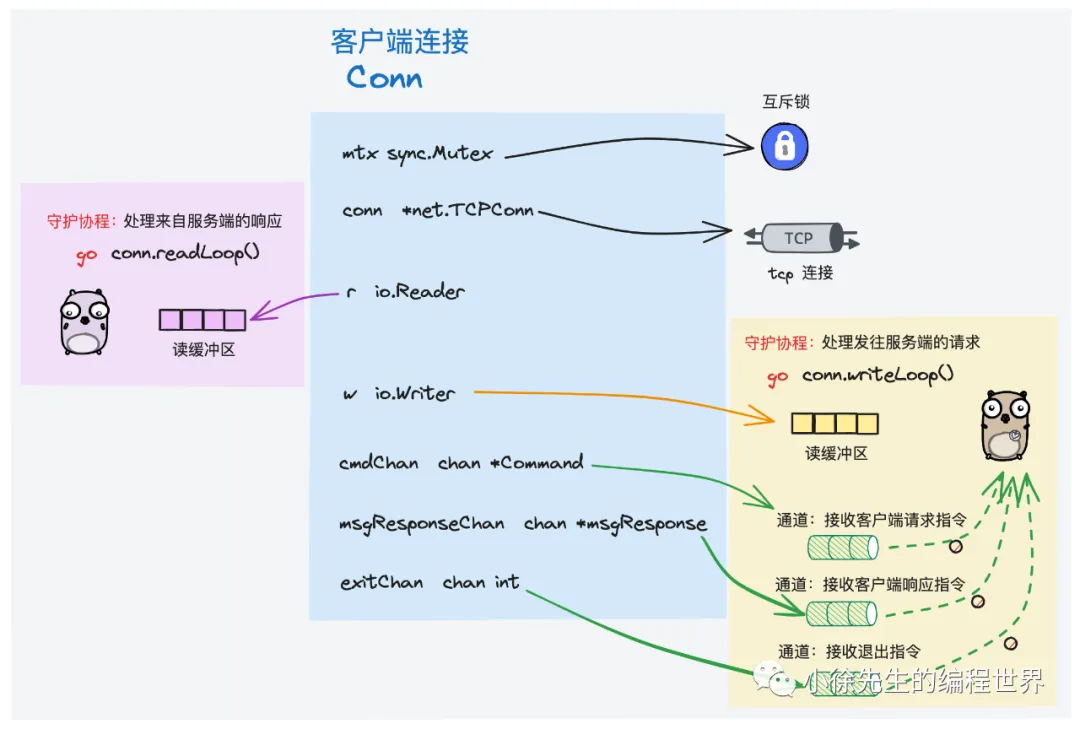 客户端连接
Conn
互斥锁
mtx sync.Mutex
conn *net.TCPConn
TCP
tcp 连接
守护协程：处理来自服务端的响应
go conn.readLoop()
读缓冲区
r io.Reader
w io.Writer
cmdChan chan *Command
msgResponseChan chan *msgResponse
exitChan chan int
守护协程：处理发往服务端的请求
go conn.writeLoop()
读缓冲区
通道：接收客户端请求指令
通道：接收客户端响应指令
通道：接收退出指令
小徐先生的编程世界